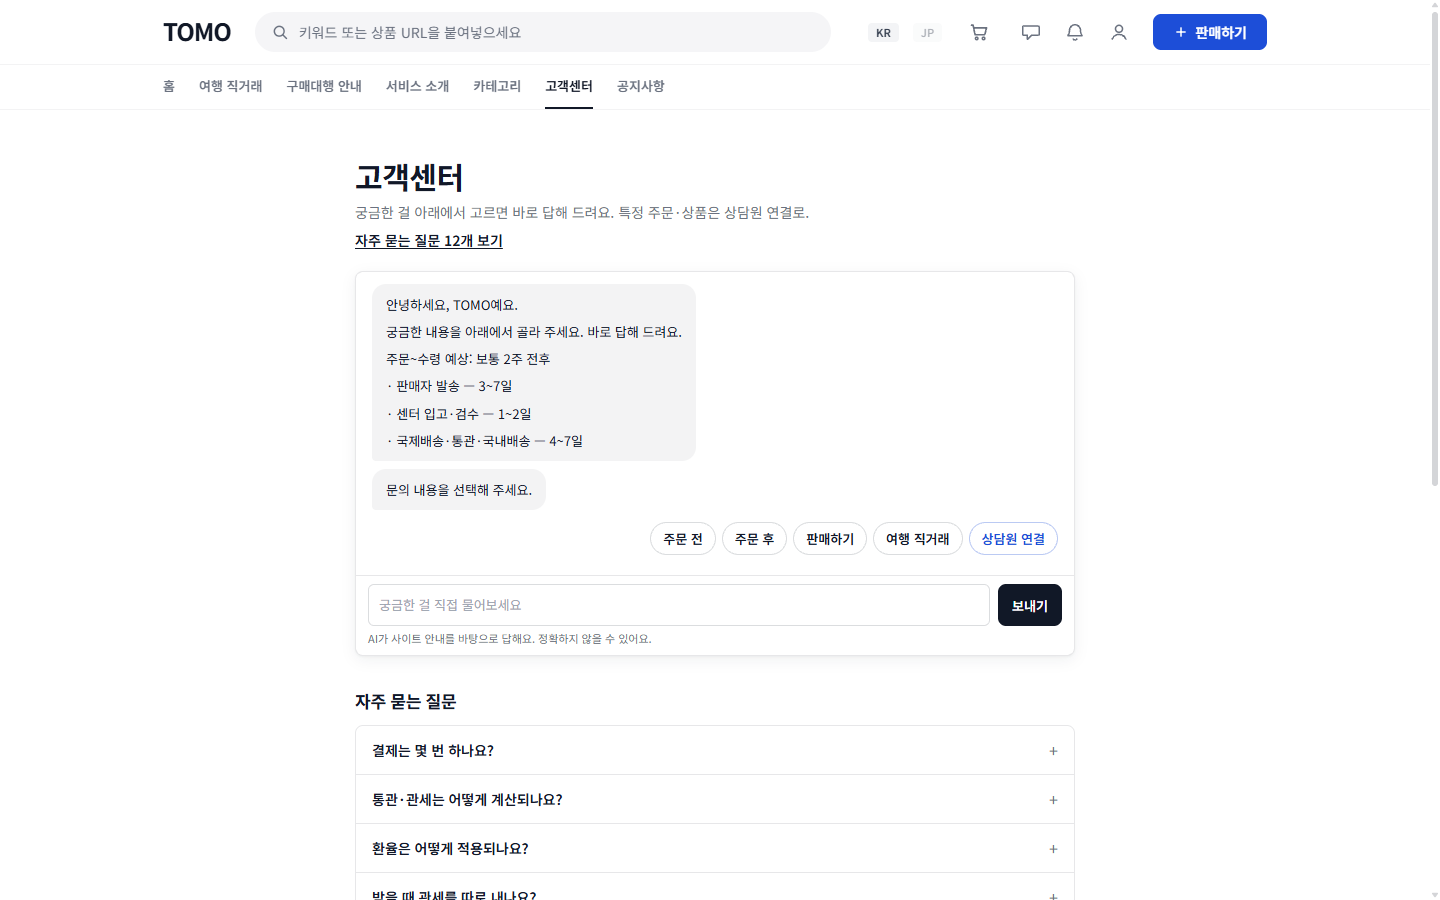 TOMO
키워드 또는 상품 URL을 붙여넣으세요
KR
JP
+ 판매하기
홈
여행 직거래
구매대행 안내
서비스 소개
카테고리
고객센터
공지사항
고객센터
궁금한 걸 아래에서 고르면 바로 답해 드려요. 특정 주문·상품은 상담원 연결로.
자주 묻는 질문 12개 보기
안녕하세요, TOMO예요.
궁금한 내용을 아래에서 골라 주세요. 바로 답해 드려요.
주문~수령 예상: 보통 2주 전후
· 판매자 발송 — 3~7일
· 센터 입고·검수 — 1~2일
· 국제배송·통관·국내배송 — 4~7일
문의 내용을 선택해 주세요.
주문 전
주문 후
판매하기
여행 직거래
상담원 연결
궁금한 걸 직접 물어보세요
보내기
AI가 사이트 안내를 바탕으로 답해요. 정확하지 않을 수 있어요.
자주 묻는 질문
결제는 몇 번 하나요?
+
통관·관세는 어떻게 계산되나요?
+
환율은 어떻게 적용되나요?
+
받을 때 관세를 따로 내나요?
+